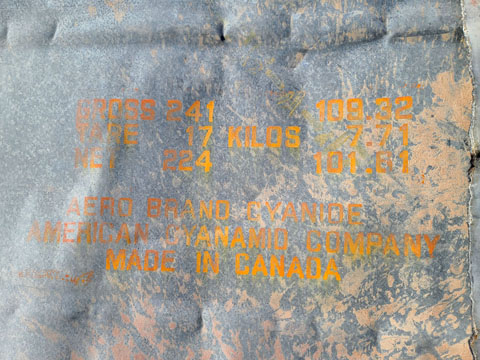 GROSS 241 109.32
TARE 17 KILOS 7.71
NET 224 101.61
AERO BRAND CYANIDE
AMERICAN CYANAMID COMPANY
MADE IN CANADA